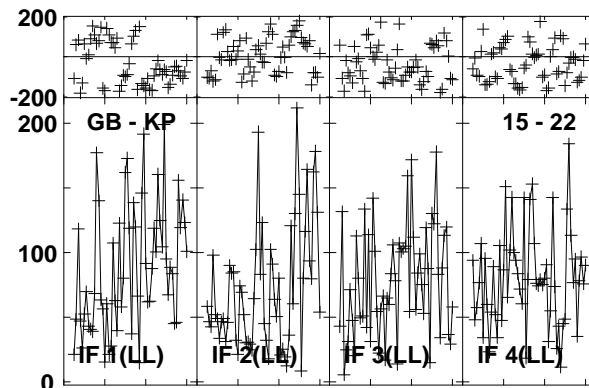 200
-200
200
GB - KP
15 - 22
100
IF 1(LL)
IF 2(LL)
IF 3(LL)
IF 4(LL)
0